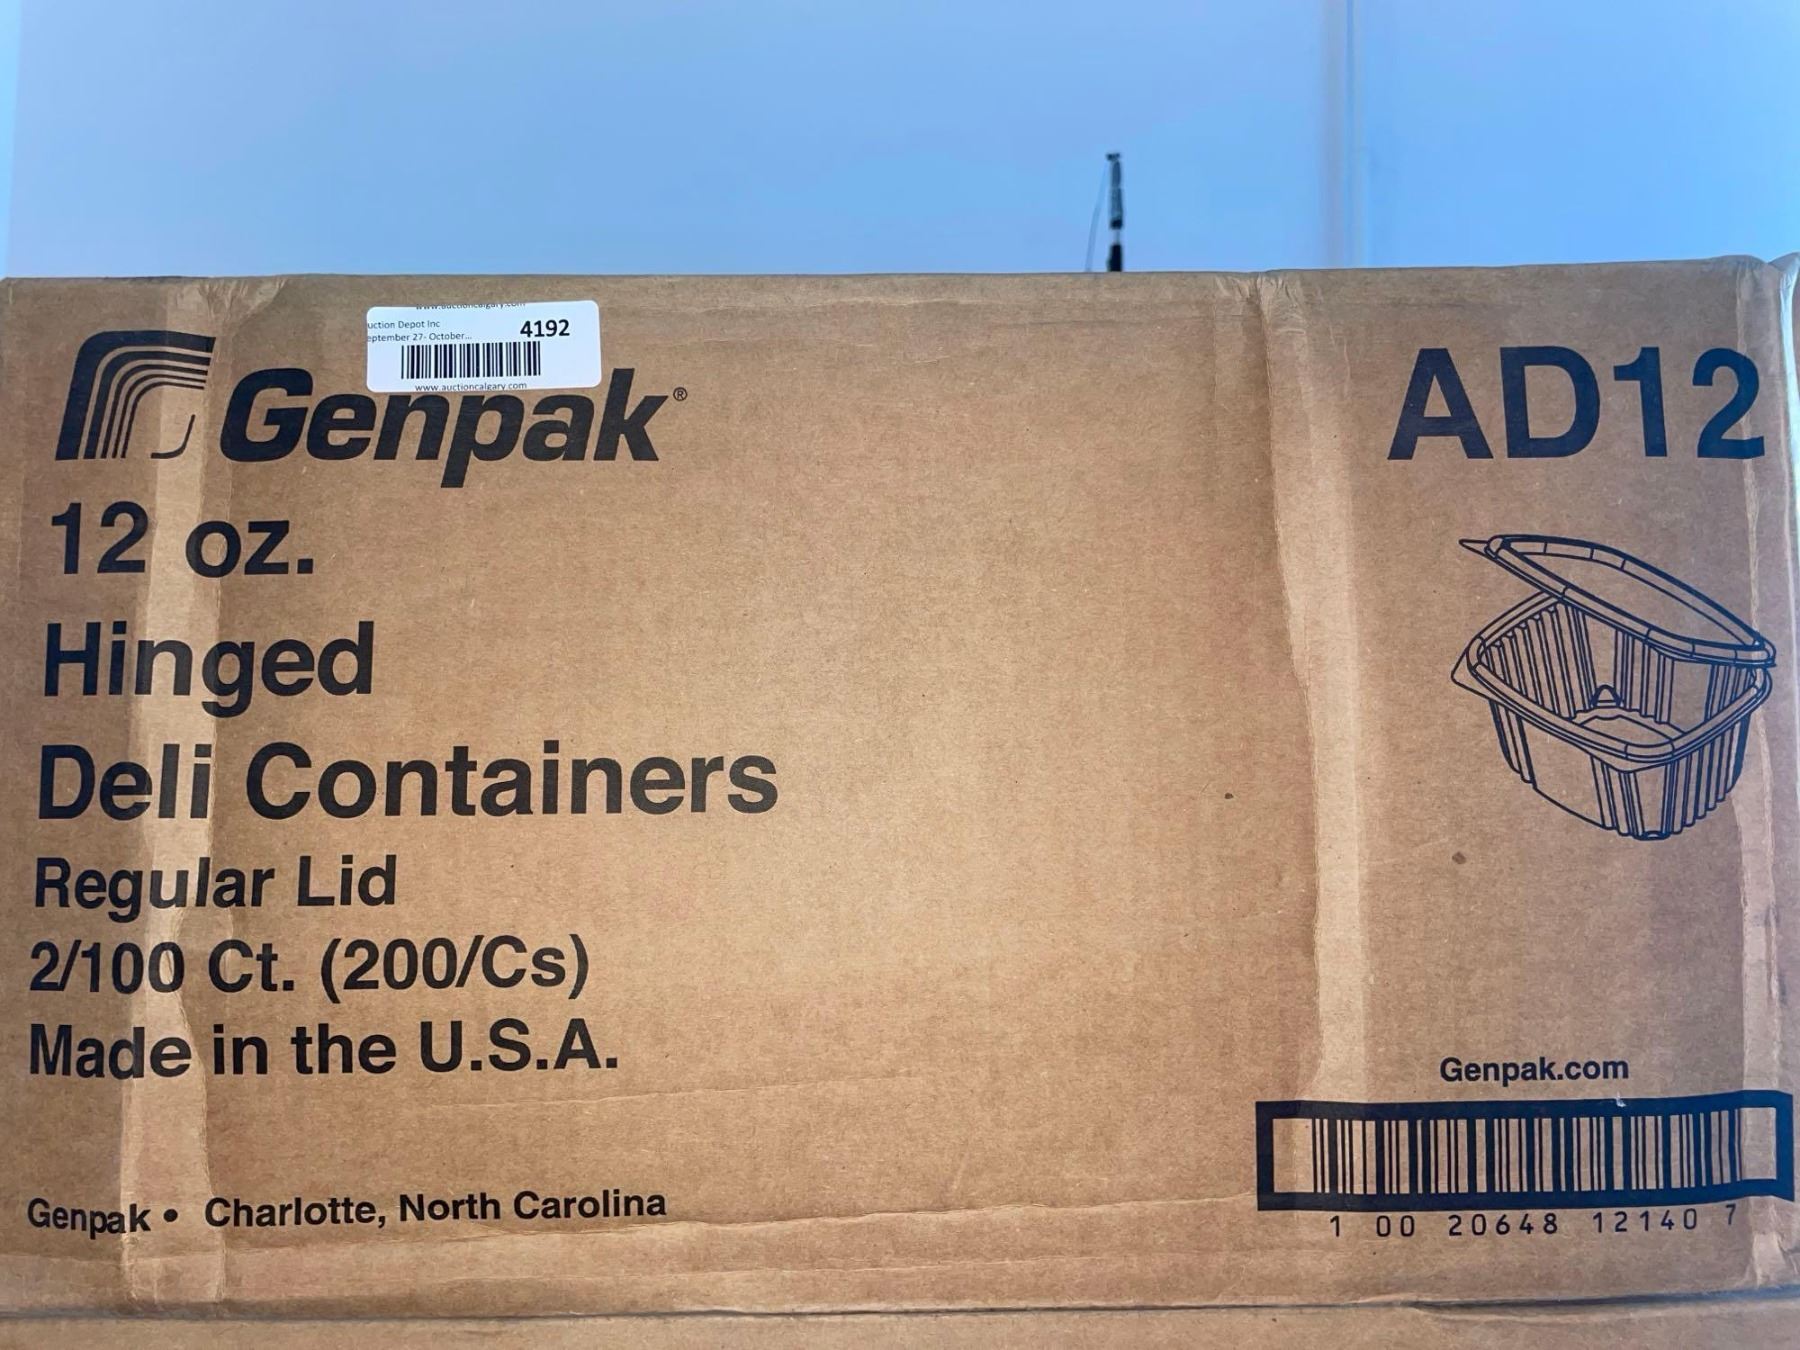 www.auctioncalgary.com
uction Depot Inc
eptember 27- October...
4192
www.auctioncalgary.com
Genpak®
AD12
12 oz.
Hinged
Deli Containers
Regular Lid
2/100 Ct. (200/Cs)
Made in the U.S.A.
Genpak.com
Genpak • Charlotte, North Carolina
1 00 20648 12140 7